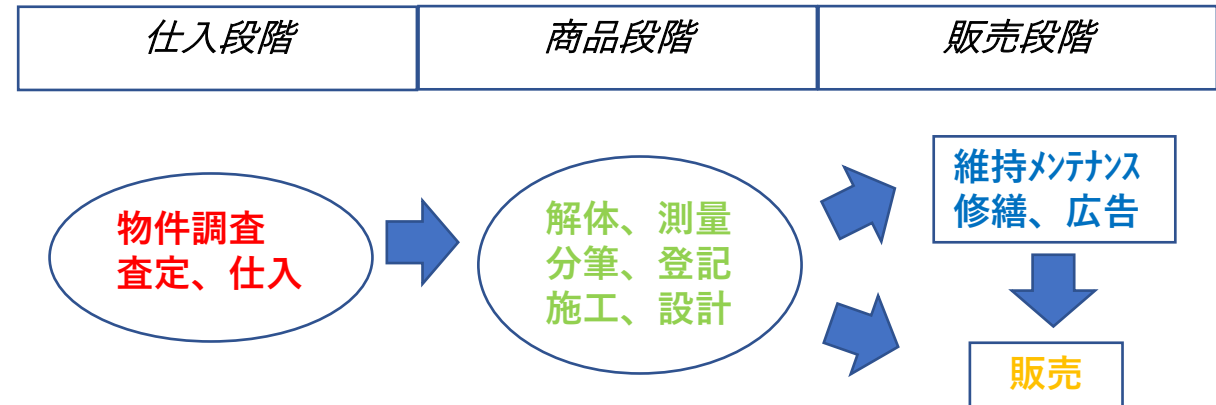 仕入段階
商品段階
販売段階
物件調査
査定、仕入
解体、測量
分筆、登記
施工、設計
維持ﾒﾝﾃﾅﾝｽ
修繕、広告
販売